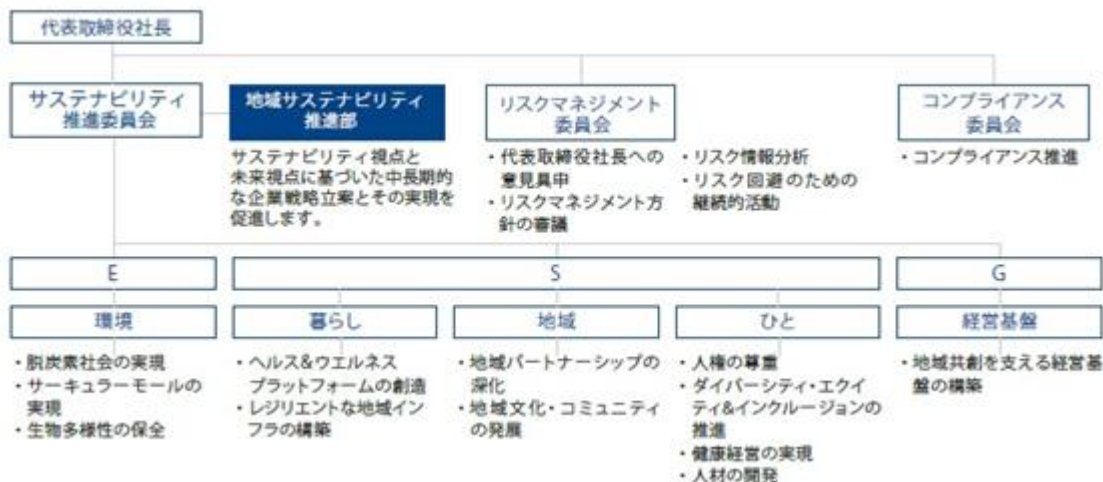 代表取締役社長
サステナビリティ
推進委員会
地域サステナビリティ
推進部
サステナビリティ視点と
未来視点に基づいた中長期的
な企業戦略立案とその実現を
促進します。
リスクマネジメント
委員会
・代表取締役社長への
意見具申
・リスクマネジメント方
針の審議
・リスク情報分析
・リスク回避のための
継続的活動
コンプライアンス
委員会
・コンプライアンス推進
E
S
G
環境
・脱炭素社会の実現
・サーキュラーモールの
実現
・生物多様性の保全
暮らし
・ヘルス&ウエルネス
プラットフォームの創造
・レジリエントな地域イン
フラの構築
地域
・地域パートナーシップの
深化
・地域文化・コミュニティ
の発展
ひと
・人権の尊重
・ダイバーシティ・エクイ
ティ&インクルージョンの
推進
・健康経営の実現
・人材の開発
経営基盤
・地域共創を支える経営基
盤の構築